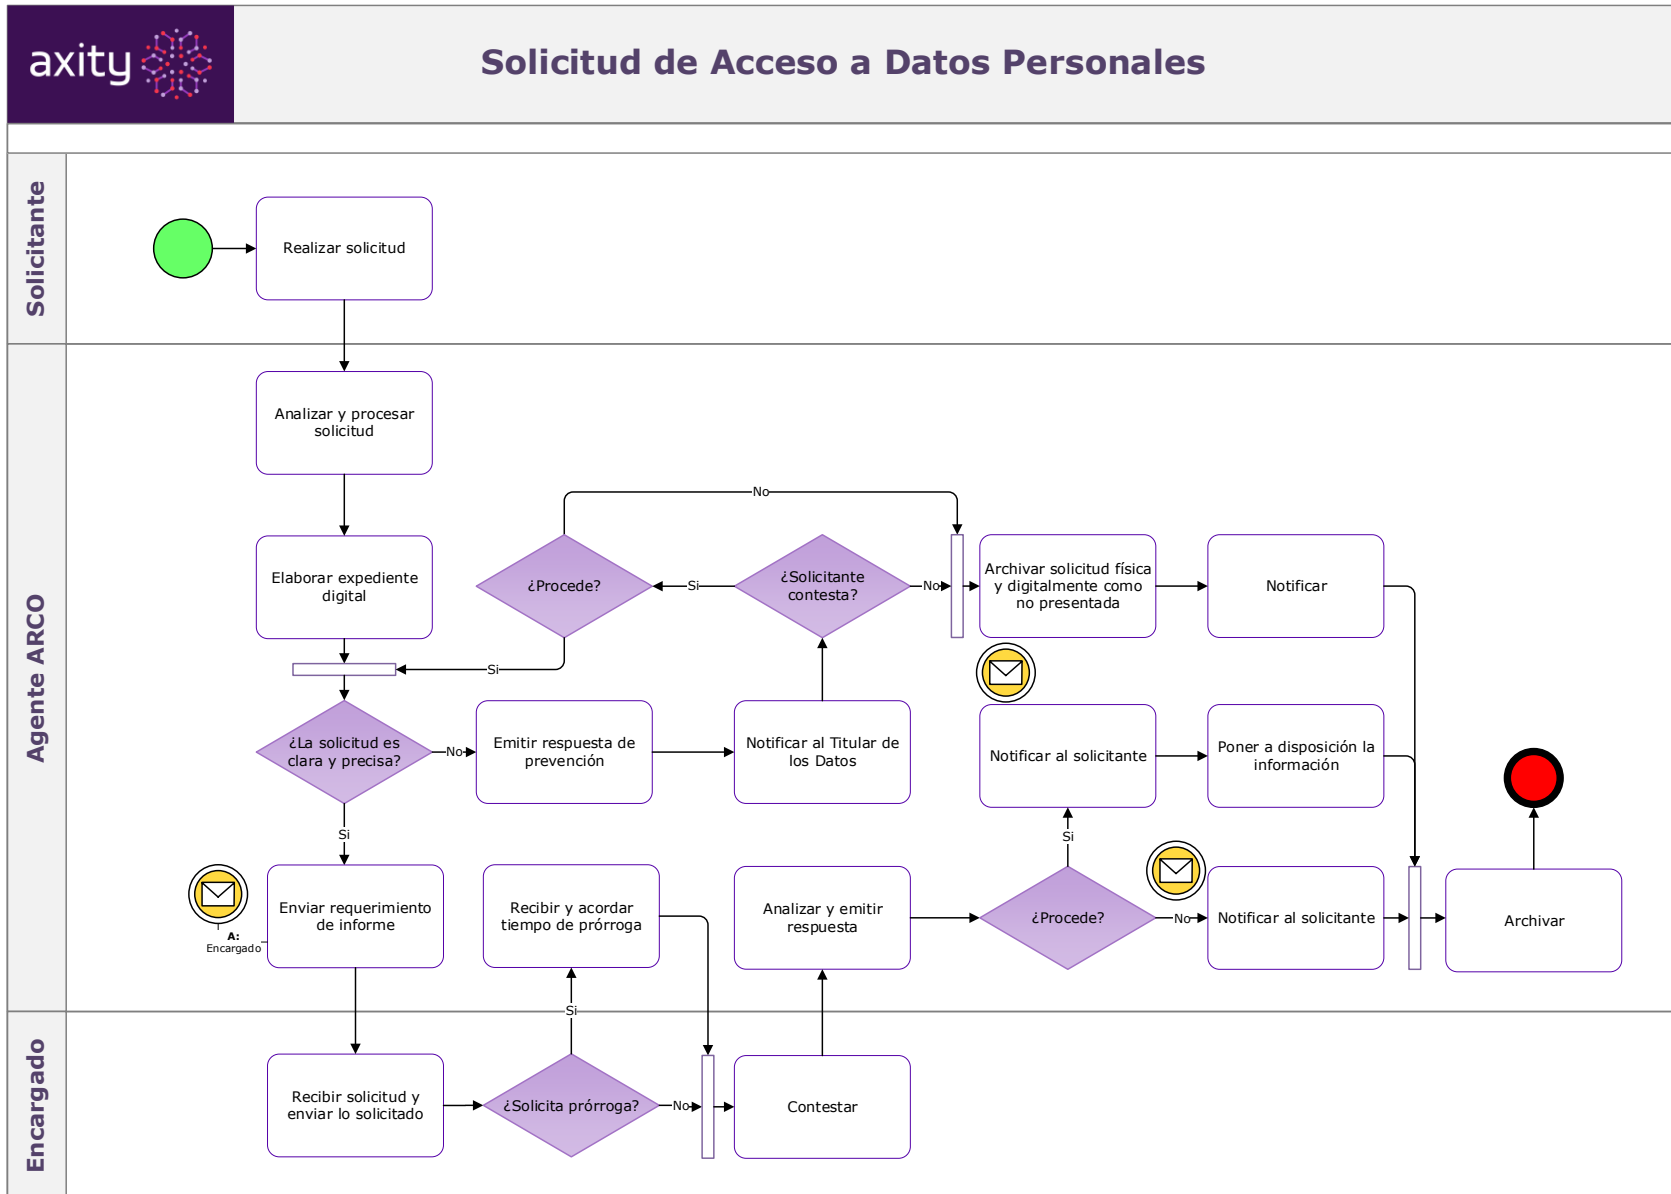 axity
Solicitud de Acceso a Datos Personales
Solicitante
Realizar solicitud
Agente ARCO
Analizar y procesar
solicitud
Elaborar expediente
digital
No
¿Procede?
Si
¿Solicitante
contesta?
No
Archivar solicitud física
y digitalmente como
no presentada
Notificar
Si
¿La solicitud es
clara y precisa?
No
Emitir respuesta de
prevención
Notificar al Titular de
los Datos
Notificar al solicitante
Poner a disposición la
información
Si
Si
A:
Encargado
Enviar requerimiento
de informe
Recibir y acordar
tiempo de prórroga
Analizar y emitir
respuesta
¿Procede?
No
Notificar al solicitante
Archivar
Si
Encargado
Recibir solicitud y
enviar lo solicitado
¿Solicita prórroga?
No
Contestar